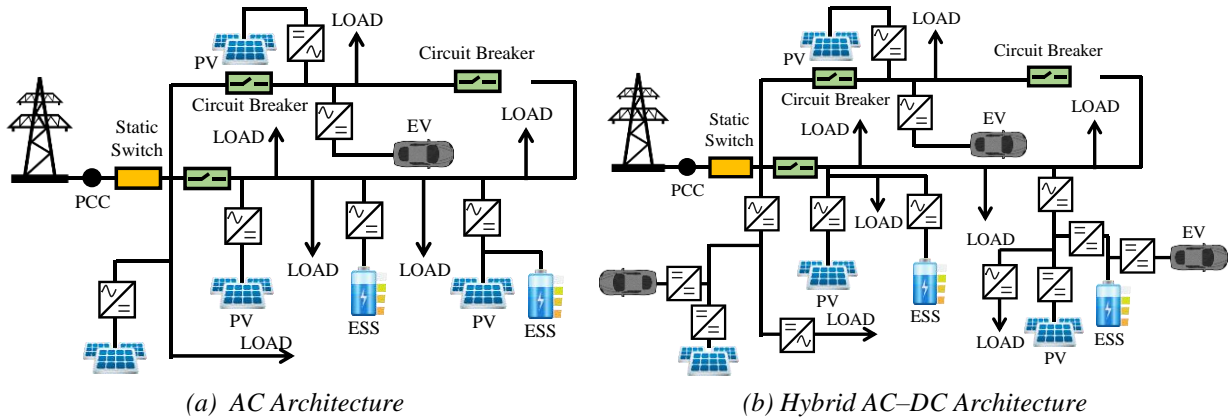 LOAD
PV
Circuit Breaker
Circuit Breaker
LOAD
LOAD
Static
Switch
EV
PCC
LOAD
LOAD
PV
ESS
PV
ESS
LOAD
(a) AC Architecture
LOAD
PV
Circuit Breaker
Circuit Breaker
LOAD
LOAD
Static
Switch
EV
PCC
LOAD
LOAD
EV
PV
ESS
LOAD
LOAD
PV
ESS
(b) Hybrid AC–DC Architecture